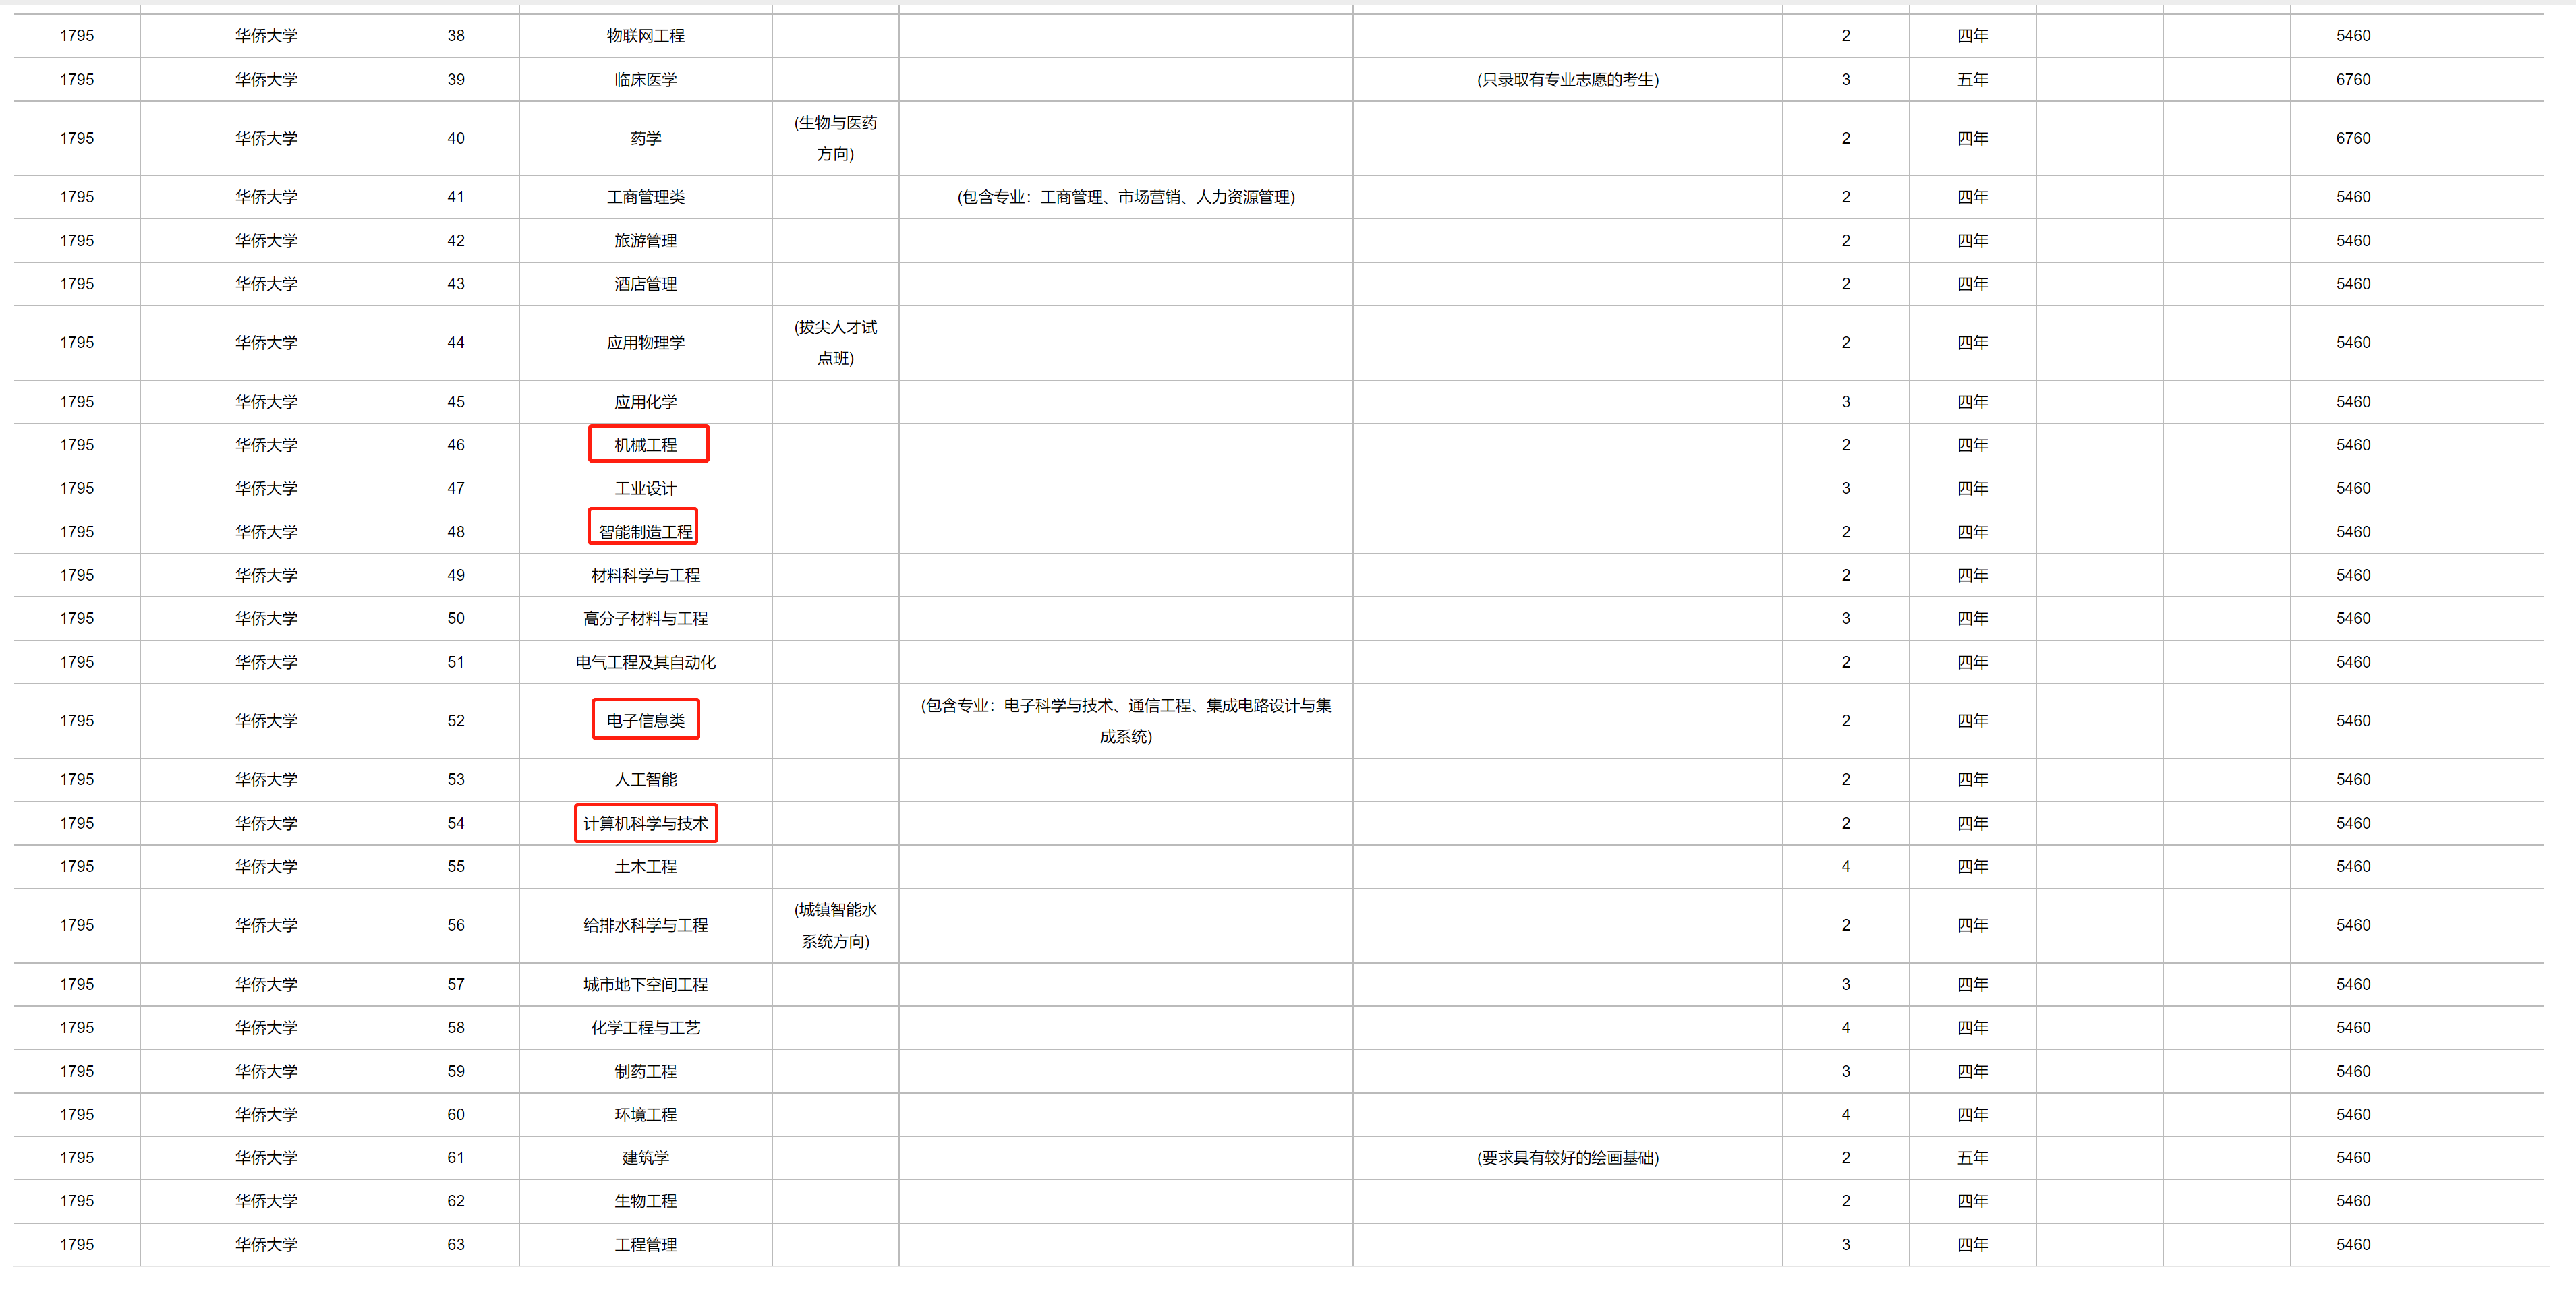 1795 华侨大学 38 物联网工程 2 四年 5460
1795 华侨大学 39 临床医学 (只录取有专业志愿的考生) 3 五年 6760
1795 华侨大学 40 药学 (生物与医药方向) 2 四年 6760
1795 华侨大学 41 工商管理类 (包含专业：工商管理、市场营销、人力资源管理) 2 四年 5460
1795 华侨大学 42 旅游管理 2 四年 5460
1795 华侨大学 43 酒店管理 2 四年 5460
1795 华侨大学 44 应用物理学 (拔尖人才试点班) 2 四年 5460
1795 华侨大学 45 应用化学 3 四年 5460
1795 华侨大学 46 机械工程 2 四年 5460
1795 华侨大学 47 工业设计 3 四年 5460
1795 华侨大学 48 智能制造工程 2 四年 5460
1795 华侨大学 49 材料科学与工程 2 四年 5460
1795 华侨大学 50 高分子材料与工程 3 四年 5460
1795 华侨大学 51 电气工程及其自动化 2 四年 5460
1795 华侨大学 52 电子信息类 (包含专业：电子科学与技术、通信工程、集成电路设计与集成系统) 2 四年 5460
1795 华侨大学 53 人工智能 2 四年 5460
1795 华侨大学 54 计算机科学与技术 2 四年 5460
1795 华侨大学 55 土木工程 4 四年 5460
1795 华侨大学 56 给排水科学与工程 (城镇智能水系统方向) 2 四年 5460
1795 华侨大学 57 城市地下空间工程 3 四年 5460
1795 华侨大学 58 化学工程与工艺 4 四年 5460
1795 华侨大学 59 制药工程 3 四年 5460
1795 华侨大学 60 环境工程 4 四年 5460
1795 华侨大学 61 建筑学 (要求具有较好的绘画基础) 2 五年 5460
1795 华侨大学 62 生物工程 2 四年 5460
1795 华侨大学 63 工程管理 3 四年 5460